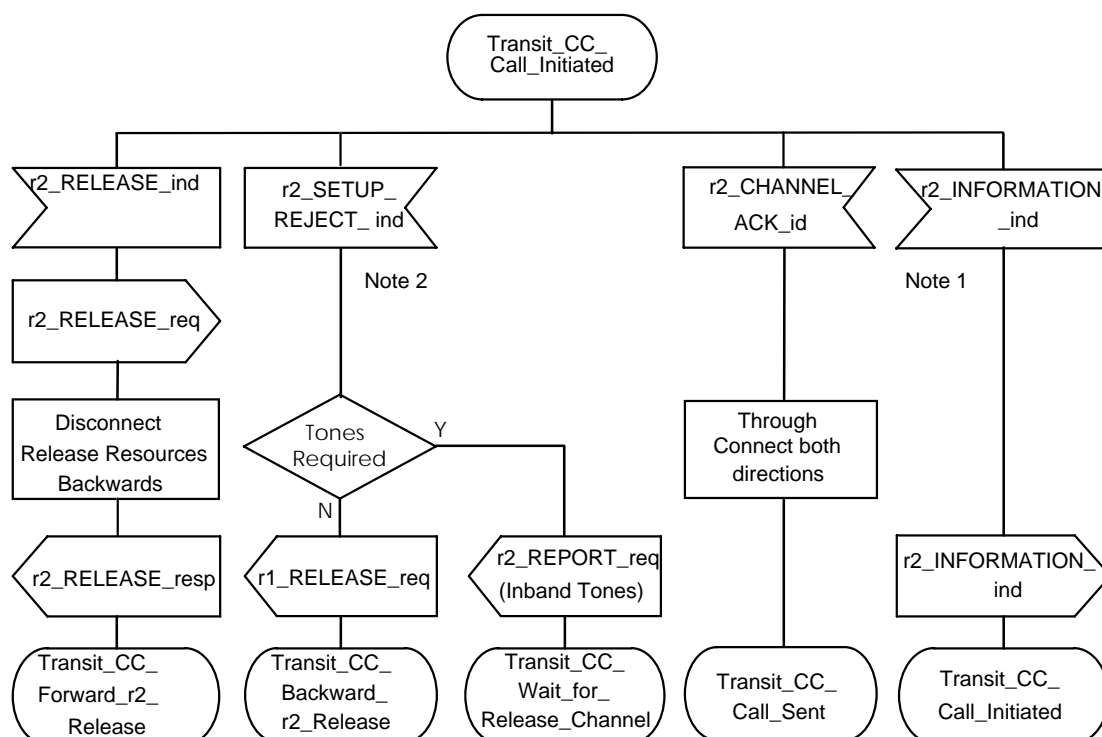 Transit_CC_
Call_Initiated
r2_RELEASE_ind
r2_SETUP_
REJECT_ ind
r2_CHANNEL_
ACK_id
r2_INFORMATION
_ind
Note 2
Note 1
r2_RELEASE_req
Disconnect
Release Resources
Backwards
Tones
Required
Y
N
Through
Connect both
directions
r2_RELEASE_resp
r1_RELEASE_req
r2_REPORT_req
(Inband Tones)
r2_INFORMATION_
ind
Transit_CC_
Forward_r2_
Release
Transit_CC_
Backward_
r2_Release
Transit_CC_
Wait_for_
Release_Channel
Transit_CC_
Call_Sent
Transit_CC_
Call_Initiated